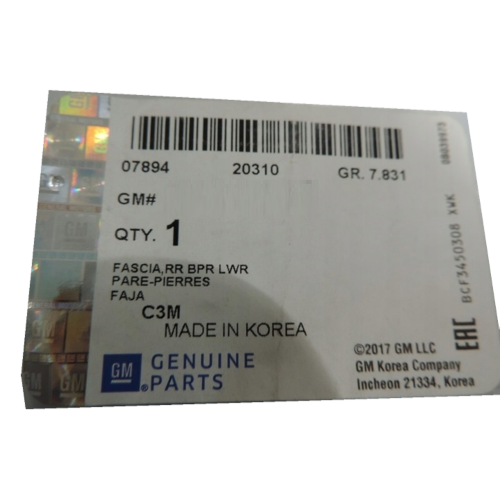 07894 20310 GR. 7.831
GM#
QTY. 1
FASCIA,RR BPR LWR
PARE-PIERRES
FAJA
C3M
MADE IN KOREA
GM GENUINE
PARTS
©2017 GM LLC
GM Korea Company
Incheon 21334, Korea
EAC
BCF3450308 XWK